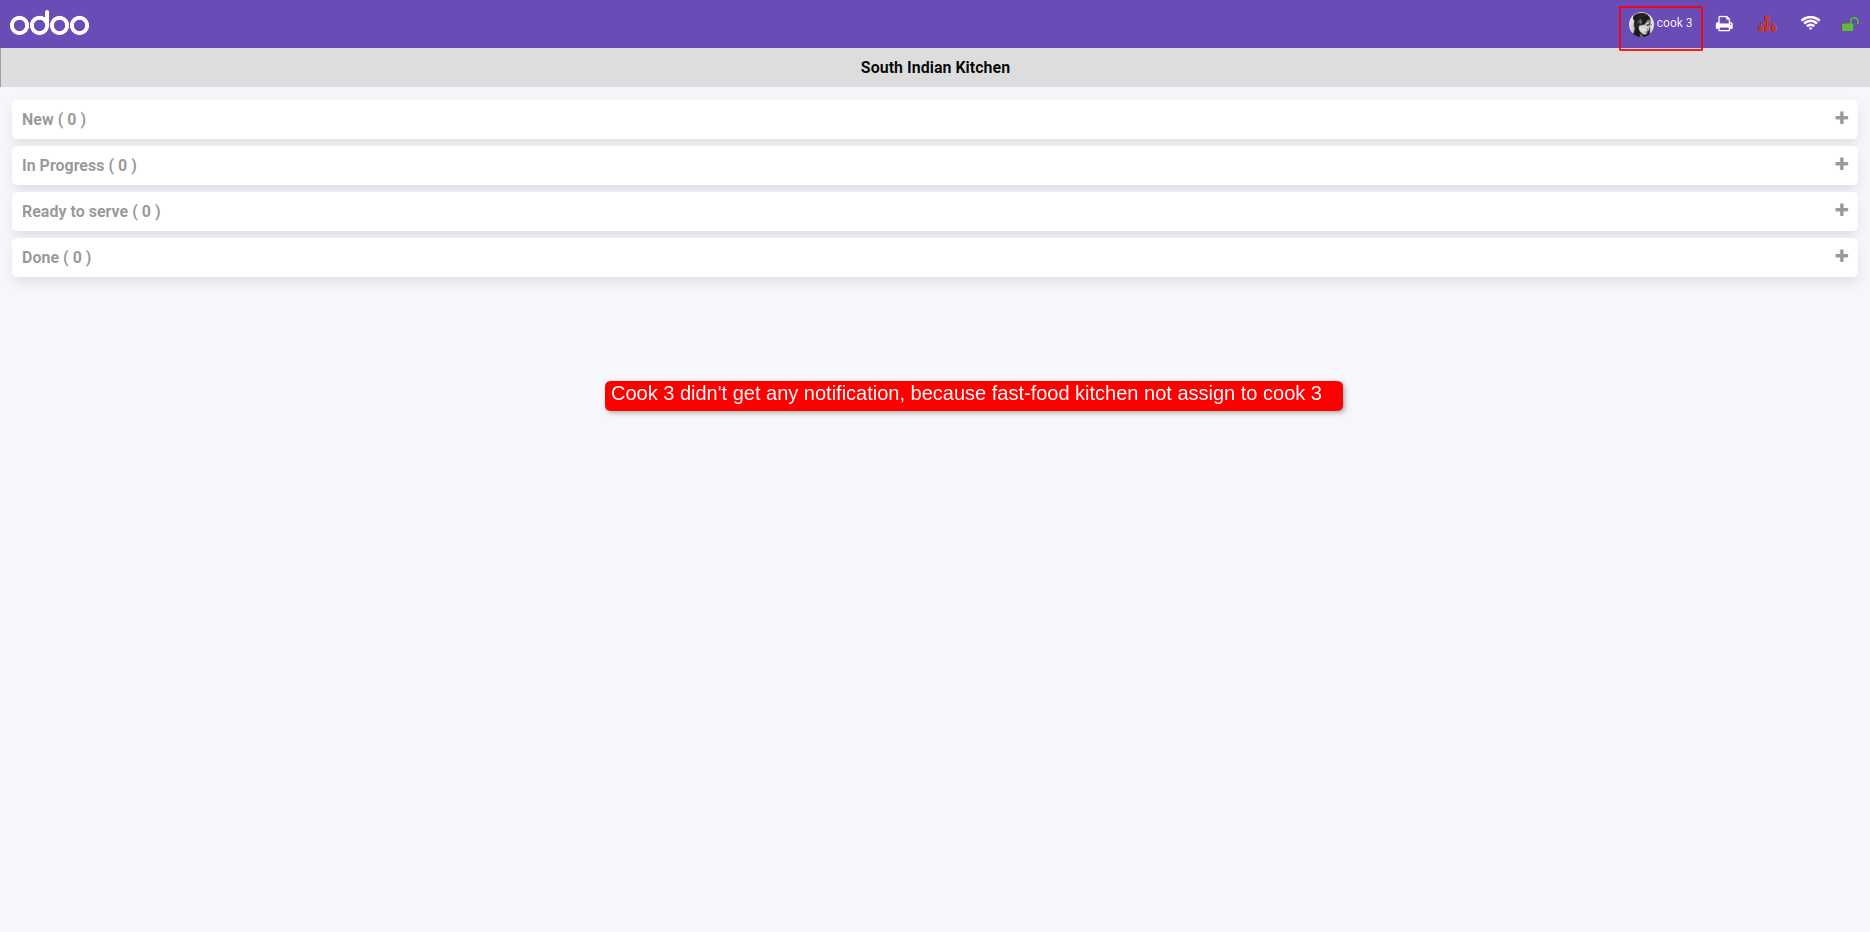 odoo
cook 3
South Indian Kitchen
New ( 0 )
In Progress ( 0 )
Ready to serve ( 0 )
Done ( 0 )
Cook 3 didn't get any notification, because fast-food kitchen not assign to cook 3